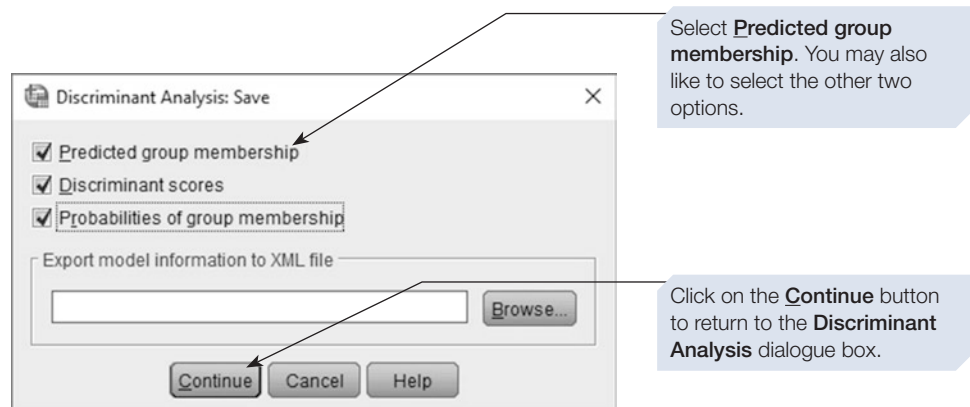 Select Predicted group
membership. You may also
like to select the other two
options.
Discriminant Analysis: Save
Predicted group membership
Discriminant scores
Probabilities of group membership
Export model information to XML file
Browse...
Click on the Continue button
to return to the Discriminant
Analysis dialogue box.
Continue Cancel Help